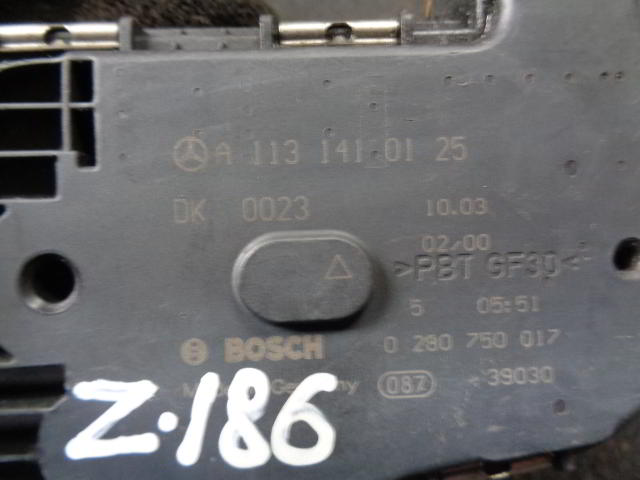 A 113 141 01 25
DK 0023 10.03
02/00
>PBT GF30<
5 05:51
BOSCH 0 280 750 017
Germany 087 39030
Z.186